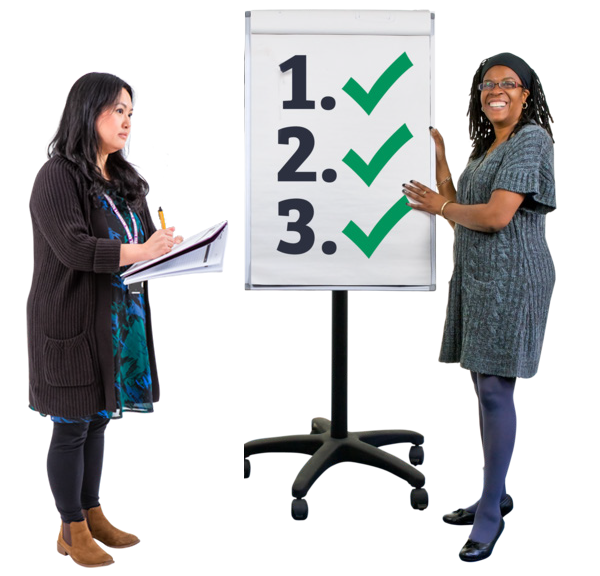 1. ✓
2. ✓
3. ✓